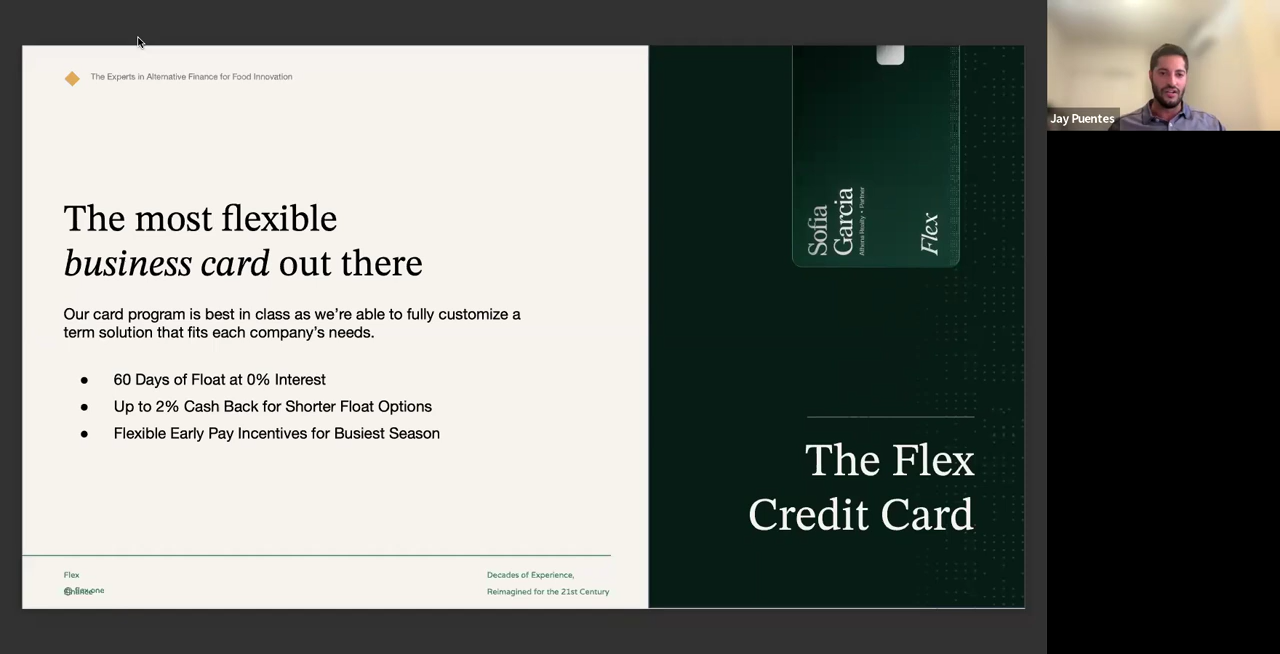 The Experts in Alternative Finance for Food Innovation
The most flexible
business card out there
Our card program is best in class as we're able to fully customize a
term solution that fits each company's needs.
● 60 Days of Float at 0% Interest
● Up to 2% Cash Back for Shorter Float Options
● Flexible Early Pay Incentives for Busiest Season
Flex
Decades of Experience,
Reimagined for the 21st Century
Sofia
Garcia
Athena Realty • Partner
Flex
The Flex
Credit Card
Jay Puentes